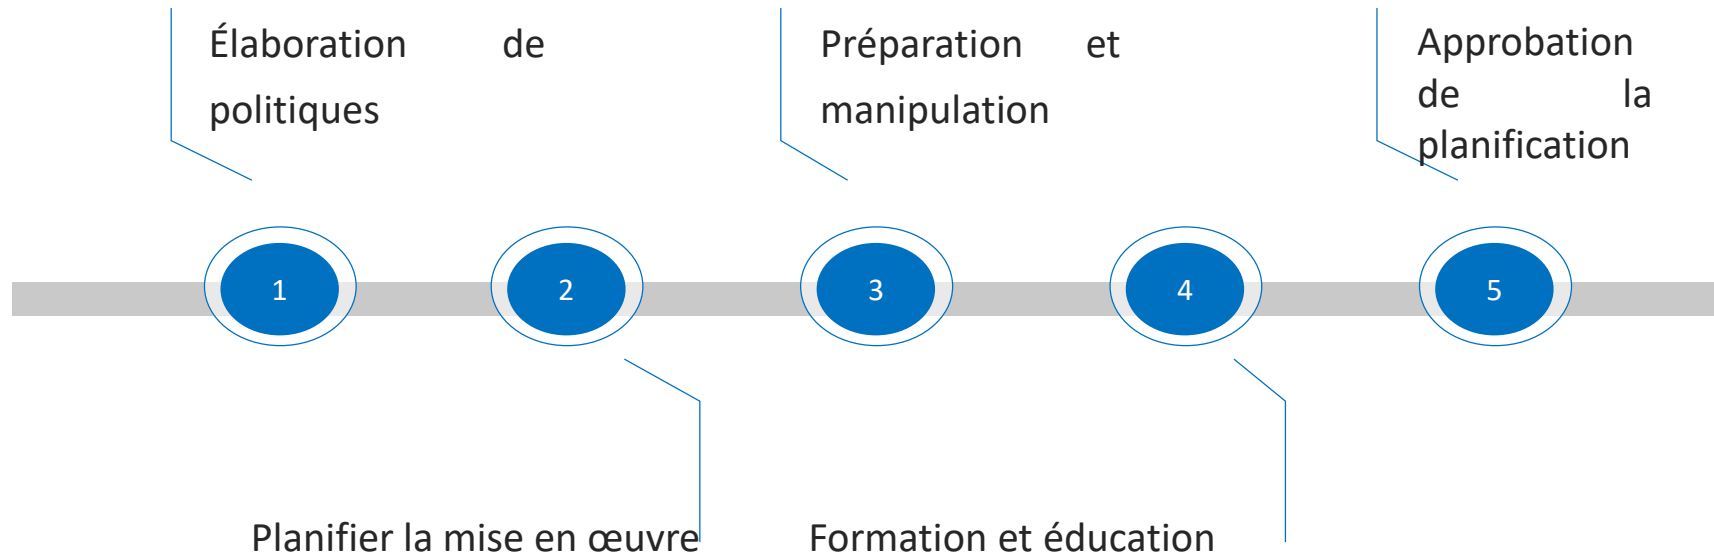 Élaboration de
politiques
Préparation et
manipulation
Approbation
de la
planification
1
2
3
4
5
Planifier la mise en œuvre
Formation et éducation